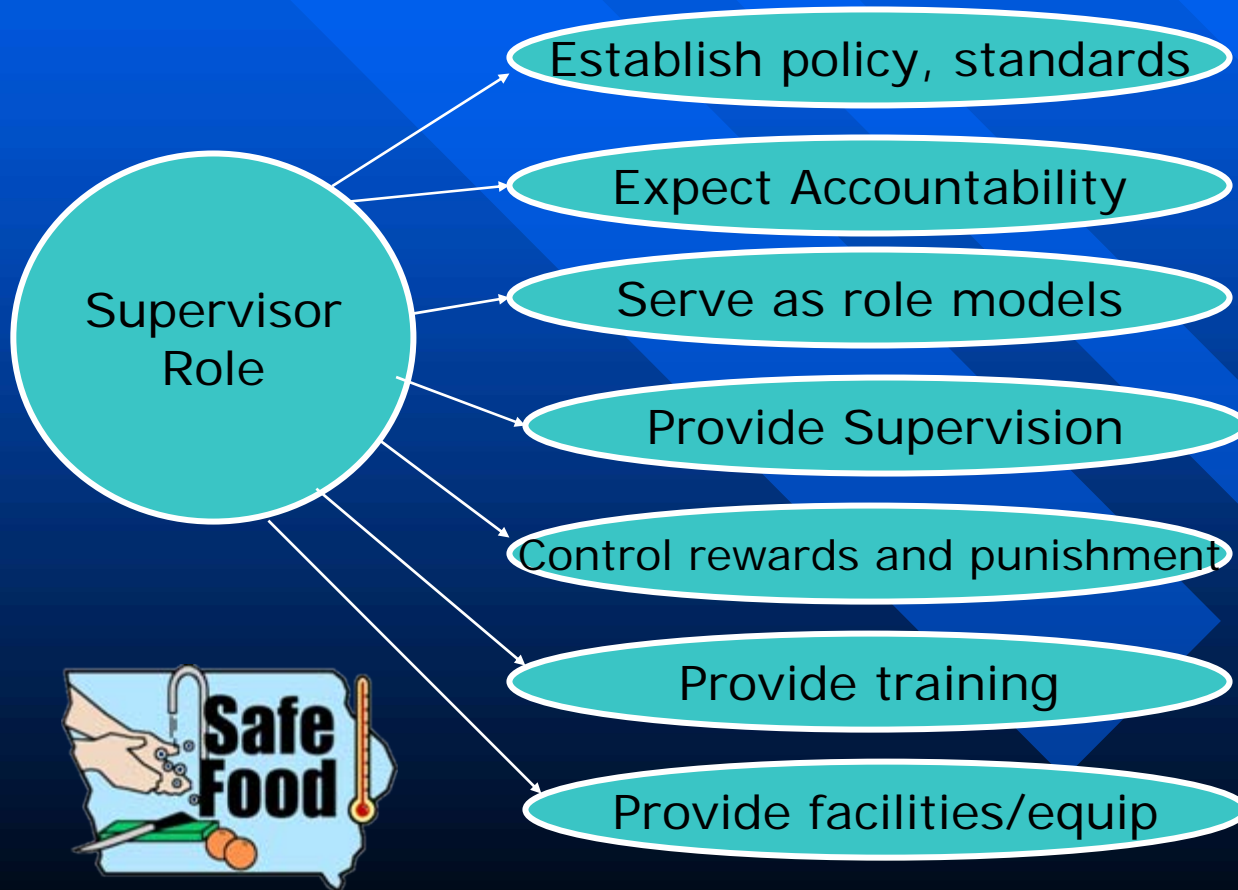 Establish policy, standards
Expect Accountability
Serve as role models
Supervisor
Role
Provide Supervision
Control rewards and punishment
Provide training
Provide facilities/equip
Safe
Food